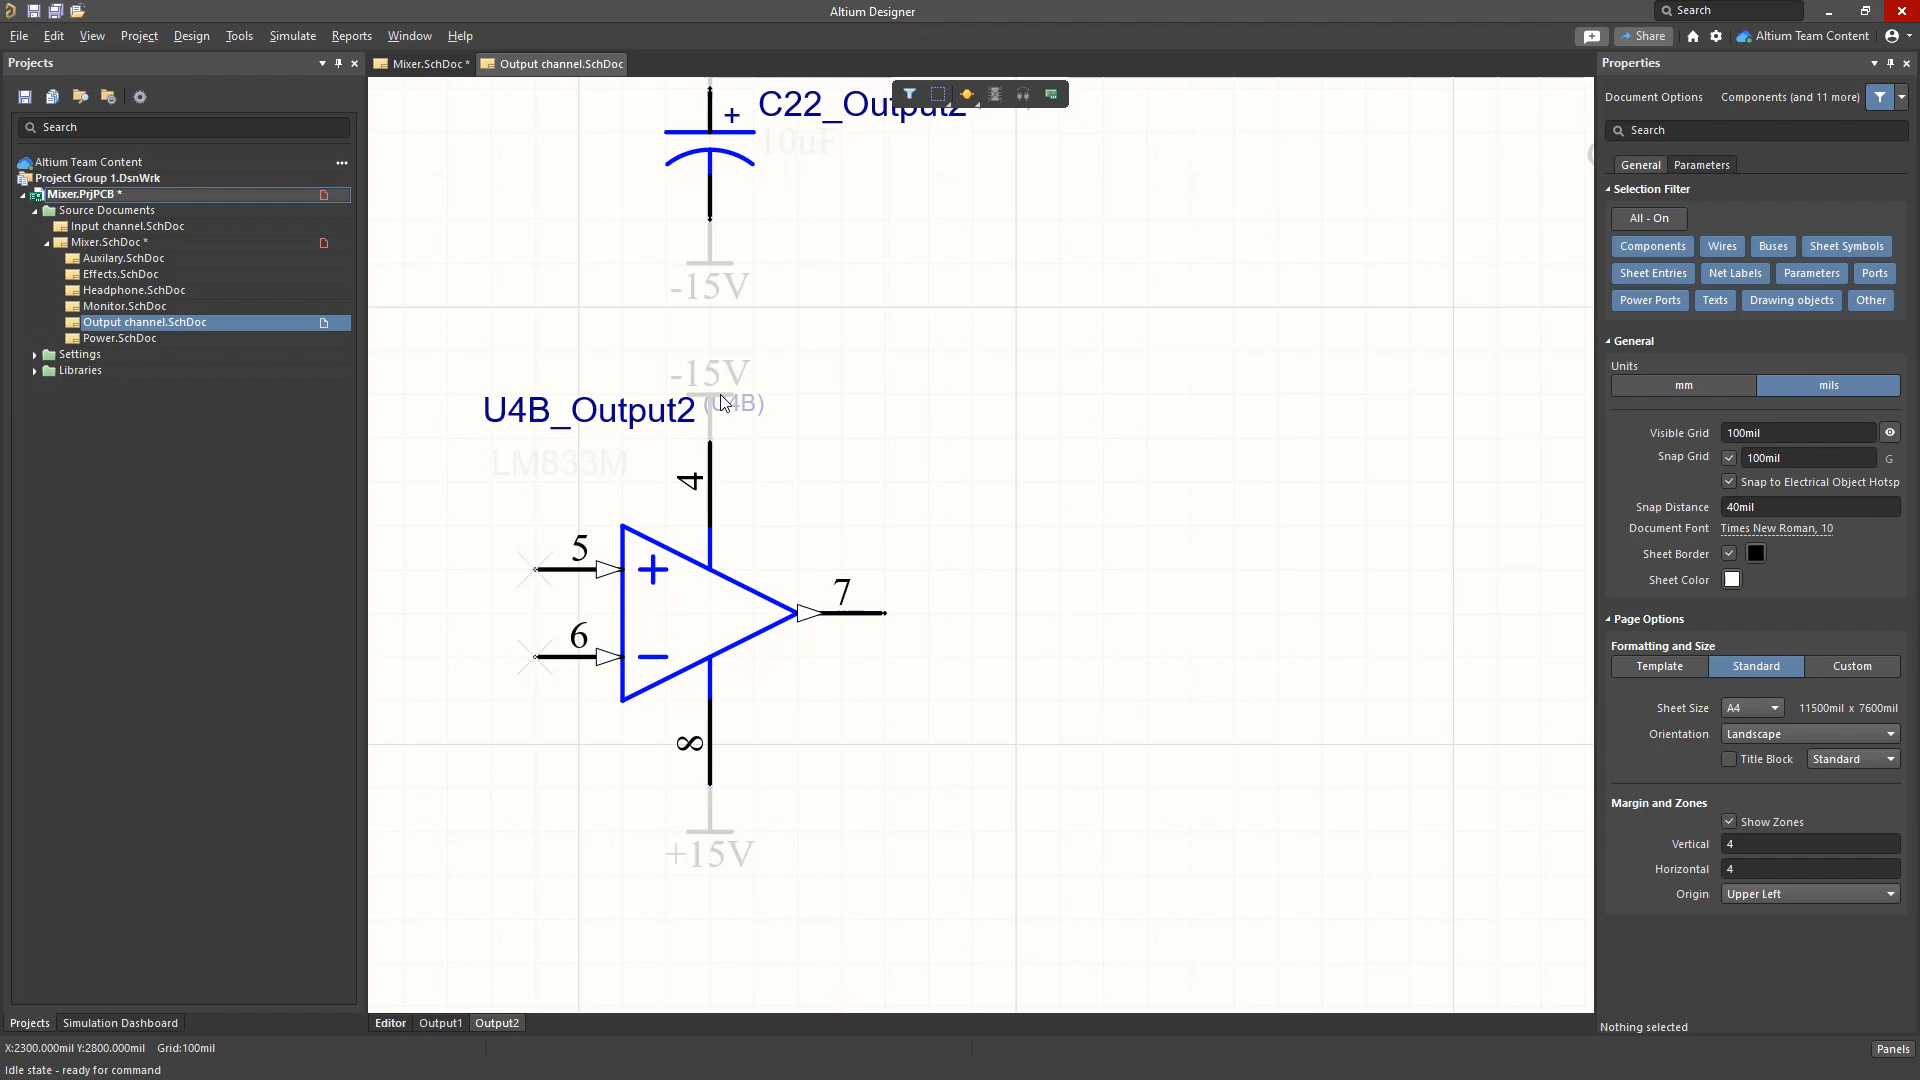 Altium Designer
Search
File Edit View Project Design Tools Simulate Reports Window Help
Share
Altium Team Content
Projects
Search
Altium Team Content
Project Group 1.DsnWrk
Mixer.PrjPCB *
Source Documents
Input channel.SchDoc
Mixer.SchDoc *
Auxilary.SchDoc
Effects.SchDoc
Headphone.SchDoc
Monitor.SchDoc
Output channel.SchDoc
Power.SchDoc
Settings
Libraries
Projects Simulation Dashboard
X:2300.000mil Y:2800.000mil Grid:100mil
Idle state - ready for command
Mixer.SchDoc * Output channel.SchDoc
+ C22_Output2
10uF
-15V
-15V
U4B_Output2 (U4B)
LM833M
4
5
+
7
6
8
+15V
Editor Output1 Output2
Properties
Document Options Components (and 11 more)
Search
General Parameters
Selection Filter
All - On
Components Wires Buses Sheet Symbols
Sheet Entries Net Labels Parameters Ports
Power Ports Texts Drawing objects Other
General
Units
mm mils
Visible Grid 100mil
Snap Grid 100mil G
Snap to Electrical Object Hotsp
Snap Distance 40mil
Document Font Times New Roman, 10
Sheet Border
Sheet Color
Page Options
Formatting and Size
Template Standard Custom
Sheet Size A4 11500mil x 7600mil
Orientation Landscape
Title Block Standard
Margin and Zones
Show Zones
Vertical 4
Horizontal 4
Origin Upper Left
Nothing selected
Panels